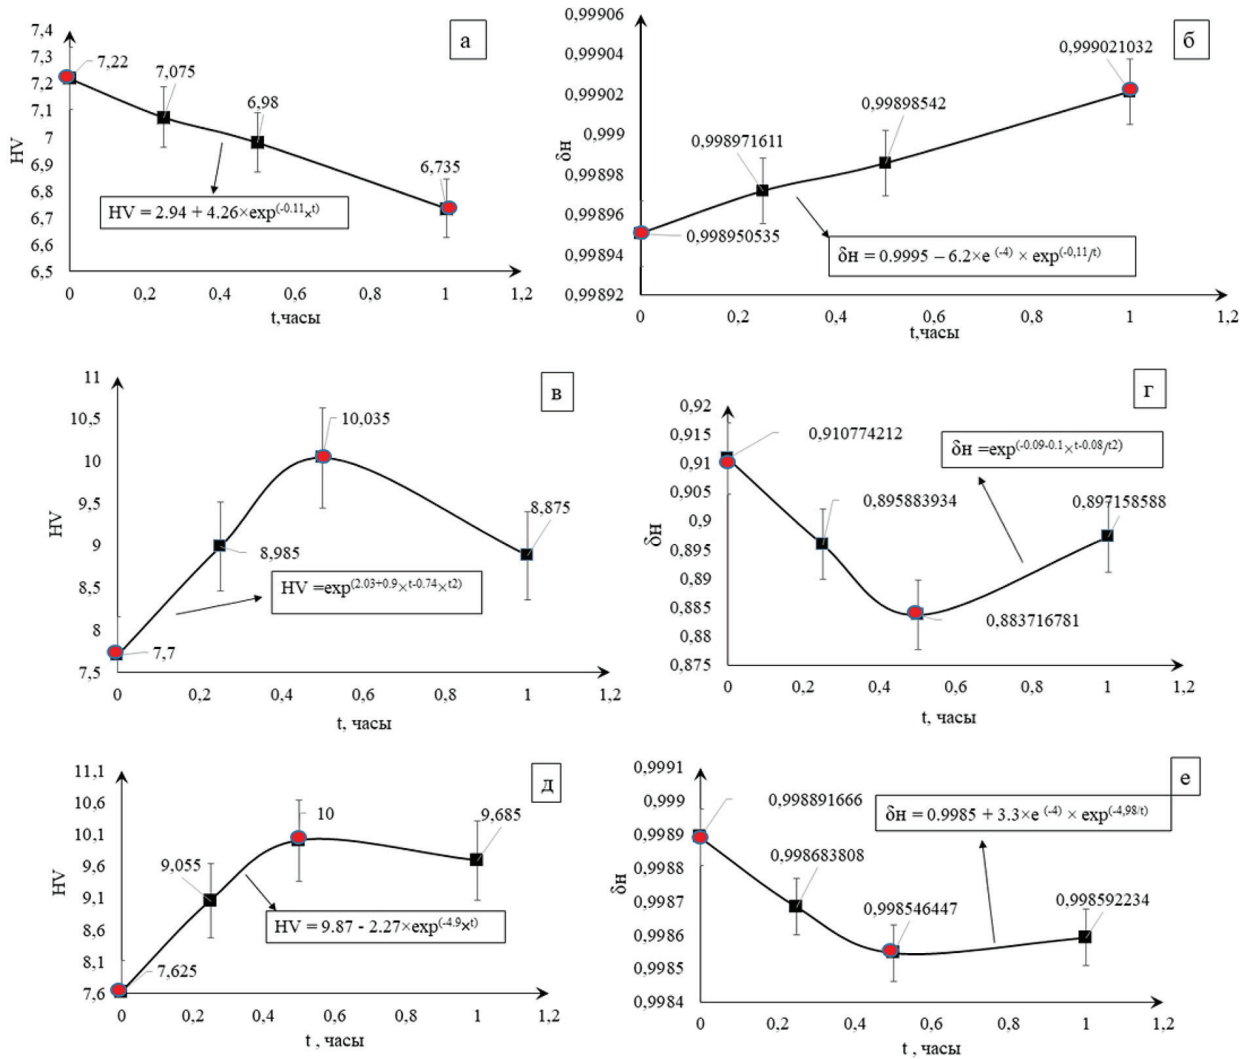 а
7,4
7,3
7,2
7,1
7
6,9
6,8
6,7
6,6
6,5
HV
7,22
7,075
6,98
6,735
HV = 2.94 + 4.26×exp(-0.11×t)
0 0,2 0,4 0,6 0,8 1 1,2
t,часы
б
0,99906
0,99904
0,99902
0,999
0,99898
0,99896
0,99894
0,99892
δн
0,999021032
0,99898542
0,998971611
0,998950535
δн = 0.9995 – 6.2×e (-4) × exp(-0,11/t)
0 0,2 0,4 0,6 0,8 1 1,2
t,часы
в
11
10,5
10
9,5
9
8,5
8
7,5
HV
10,035
8,875
8,985
7,7
HV =exp(2.03+0.9×t-0.74×t2)
0 0,2 0,4 0,6 0,8 1 1,2
t, часы
г
0,92
0,915
0,91
0,905
0,9
0,895
0,89
0,885
0,88
0,875
δн
0,910774212
δн =exp(-0.09-0.1×t-0.08/t2)
0,895883934
0,897158588
0,883716781
0 0,2 0,4 0,6 0,8 1 1,2
t, часы
д
11,1
10,6
10,1
9,6
9,1
8,6
8,1
7,6
HV
10
9,685
9,055
7,625
HV = 9.87 - 2.27×exp(-4.9×t)
0 0,2 0,4 0,6 0,8 1 1,2
t , часы
е
0,9991
0,999
0,9989
0,9988
0,9987
0,9986
0,9985
0,9984
δн
0,998891666
δн = 0.9985 + 3.3×e (-4) × exp(-4,98/t)
0,998683808
0,998546447
0,998592234
0 0,2 0,4 0,6 0,8 1 1,2
t , часы